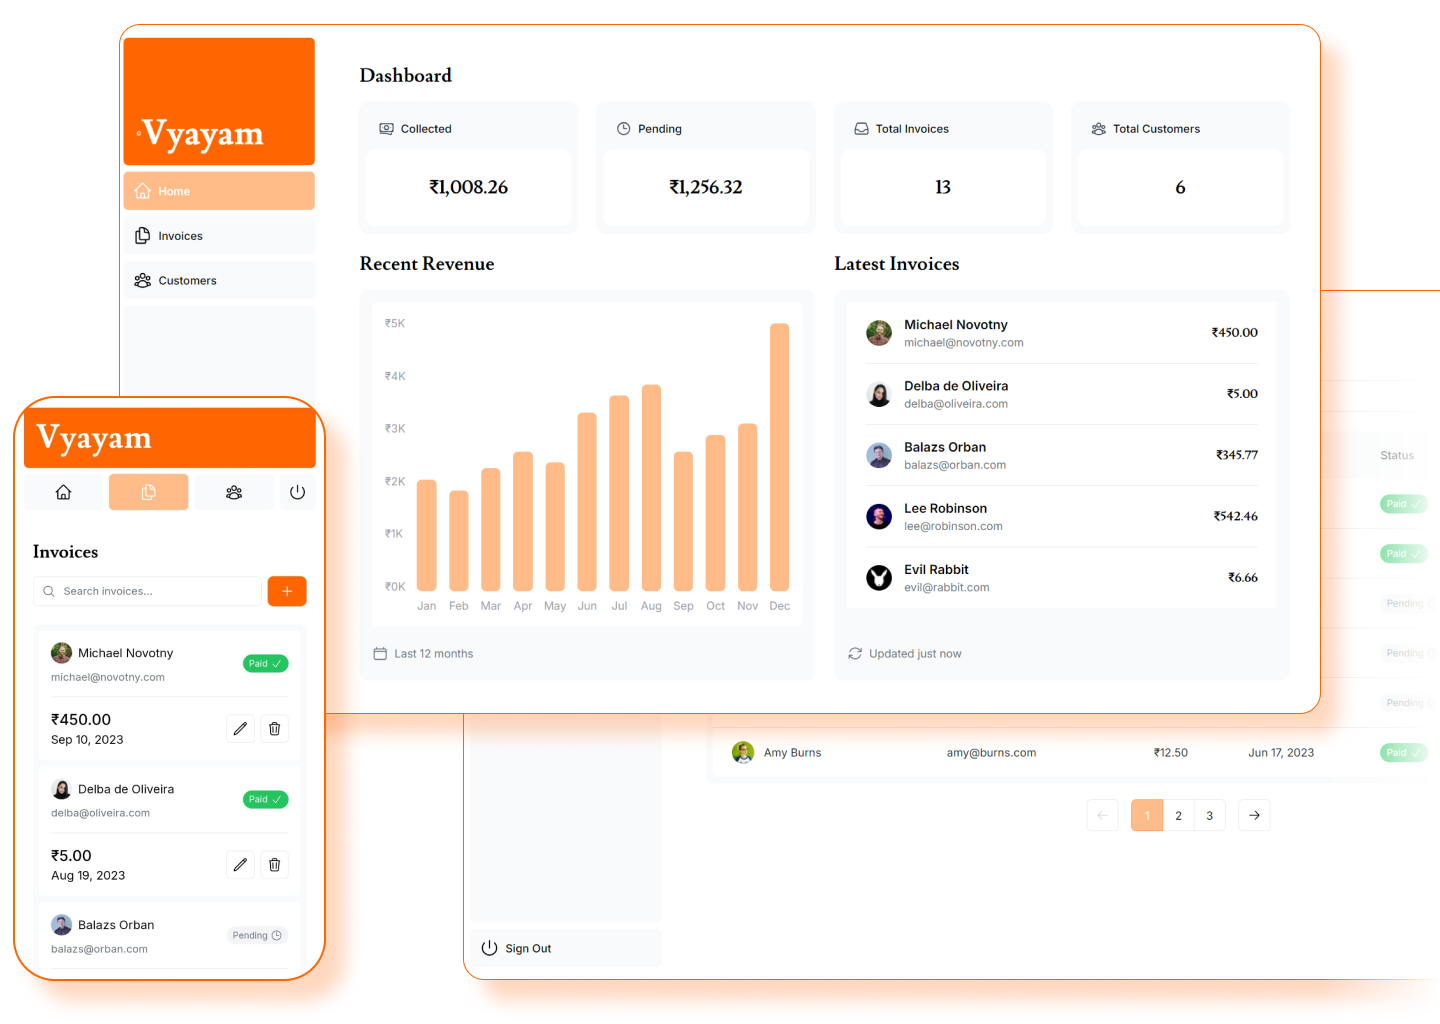 Vyayam
Home
Invoices
Customers
Dashboard
Collected
₹1,008.26
Pending
₹1,256.32
Total Invoices
13
Total Customers
6
Recent Revenue
₹5K
₹4K
₹3K
₹2K
₹1K
₹0K
Jan Feb Mar Apr May Jun Jul Aug Sep Oct Nov Dec
Last 12 months
Latest Invoices
Michael Novotny
michael@novotny.com
₹450.00
Delba de Oliveira
delba@oliveira.com
₹5.00
Balazs Orban
balazs@orban.com
₹345.77
Lee Robinson
lee@robinson.com
₹542.46
Evil Rabbit
evil@rabbit.com
₹6.66
Updated just now
Vyayam
Invoices
Search invoices...
+
Michael Novotny
michael@novotny.com
Paid
₹450.00
Sep 10, 2023
Delba de Oliveira
delba@oliveira.com
Paid
₹5.00
Aug 19, 2023
Balazs Orban
balazs@orban.com
Pending
Status
Paid
Paid
Pending
Pending
Pending
Amy Burns amy@burns.com ₹12.50 Jun 17, 2023 Paid
1 2 3
Sign Out